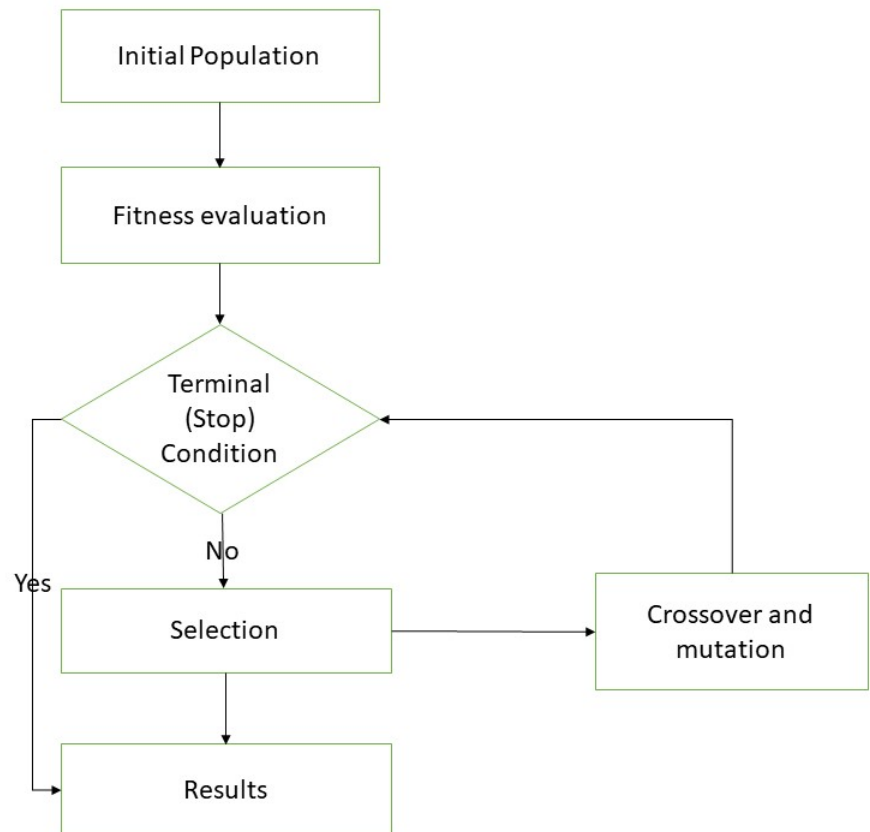 Initial Population
Fitness evaluation
Terminal
(Stop)
Condition
No
Yes
Selection
Crossover and
mutation
Results